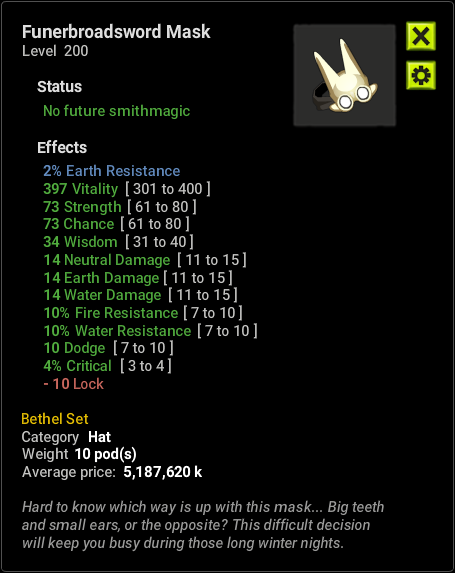 Funerbroadsword Mask
Level 200
Status
No future smithmagic
Effects
2% Earth Resistance
397 Vitality [ 301 to 400 ]
73 Strength [ 61 to 80 ]
73 Chance [ 61 to 80 ]
34 Wisdom [ 31 to 40 ]
14 Neutral Damage [ 11 to 15 ]
14 Earth Damage [ 11 to 15 ]
14 Water Damage [ 11 to 15 ]
10% Fire Resistance [ 7 to 10 ]
10% Water Resistance [ 7 to 10 ]
10 Dodge [ 7 to 10 ]
4% Critical [ 3 to 4 ]
- 10 Lock
Bethel Set
Category Hat
Weight 10 pod(s)
Average price: 5,187,620 k
Hard to know which way is up with this mask... Big teeth
and small ears, or the opposite? This difficult decision
will keep you busy during those long winter nights.